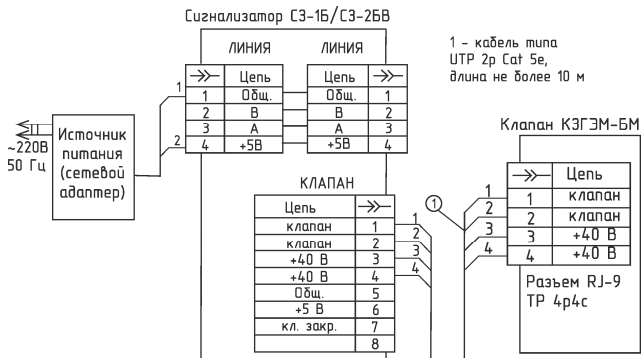 Сигнализатор СЗ-1Б/СЗ-2БВ
ЛИНИЯ ЛИНИЯ
1 - кабель типа
UTP 2р Cat 5e,
длина не более 10 м
Цепь Цепь
1 1 Общ. Общ. 1
2 В В 2
3 А А 3
2 4 +5В +5В 4
~220В
50 Гц
Источник
питания
(сетевой
адаптер)
КЛАПАН
Цепь
клапан 1 1
клапан 2 2
+40 В 3 3
+40 В 4 4
Общ. 5
+5 В 6
кл. закр. 7
8
1
Клапан КЗГЭМ-БМ
Цепь
1 1 клапан
2 2 клапан
3 3 +40 В
4 4 +40 В
Разъем RJ-9
TP 4p4c